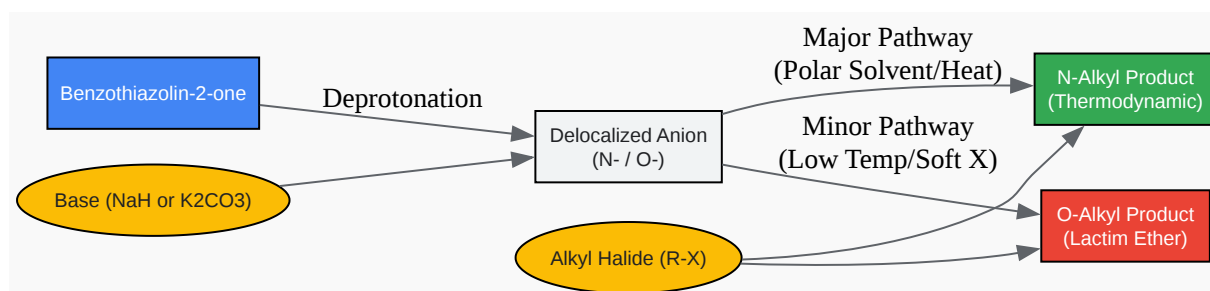 Benzothiazolin-2-one
Base (NaH or K2CO3)
Deprotonation
Delocalized Anion
(N- / O-)
Alkyl Halide (R-X)
Major Pathway
(Polar Solvent/Heat)
Minor Pathway
(Low Temp/Soft X)
N-Alkyl Product
(Thermodynamic)
O-Alkyl Product
(Lactim Ether)